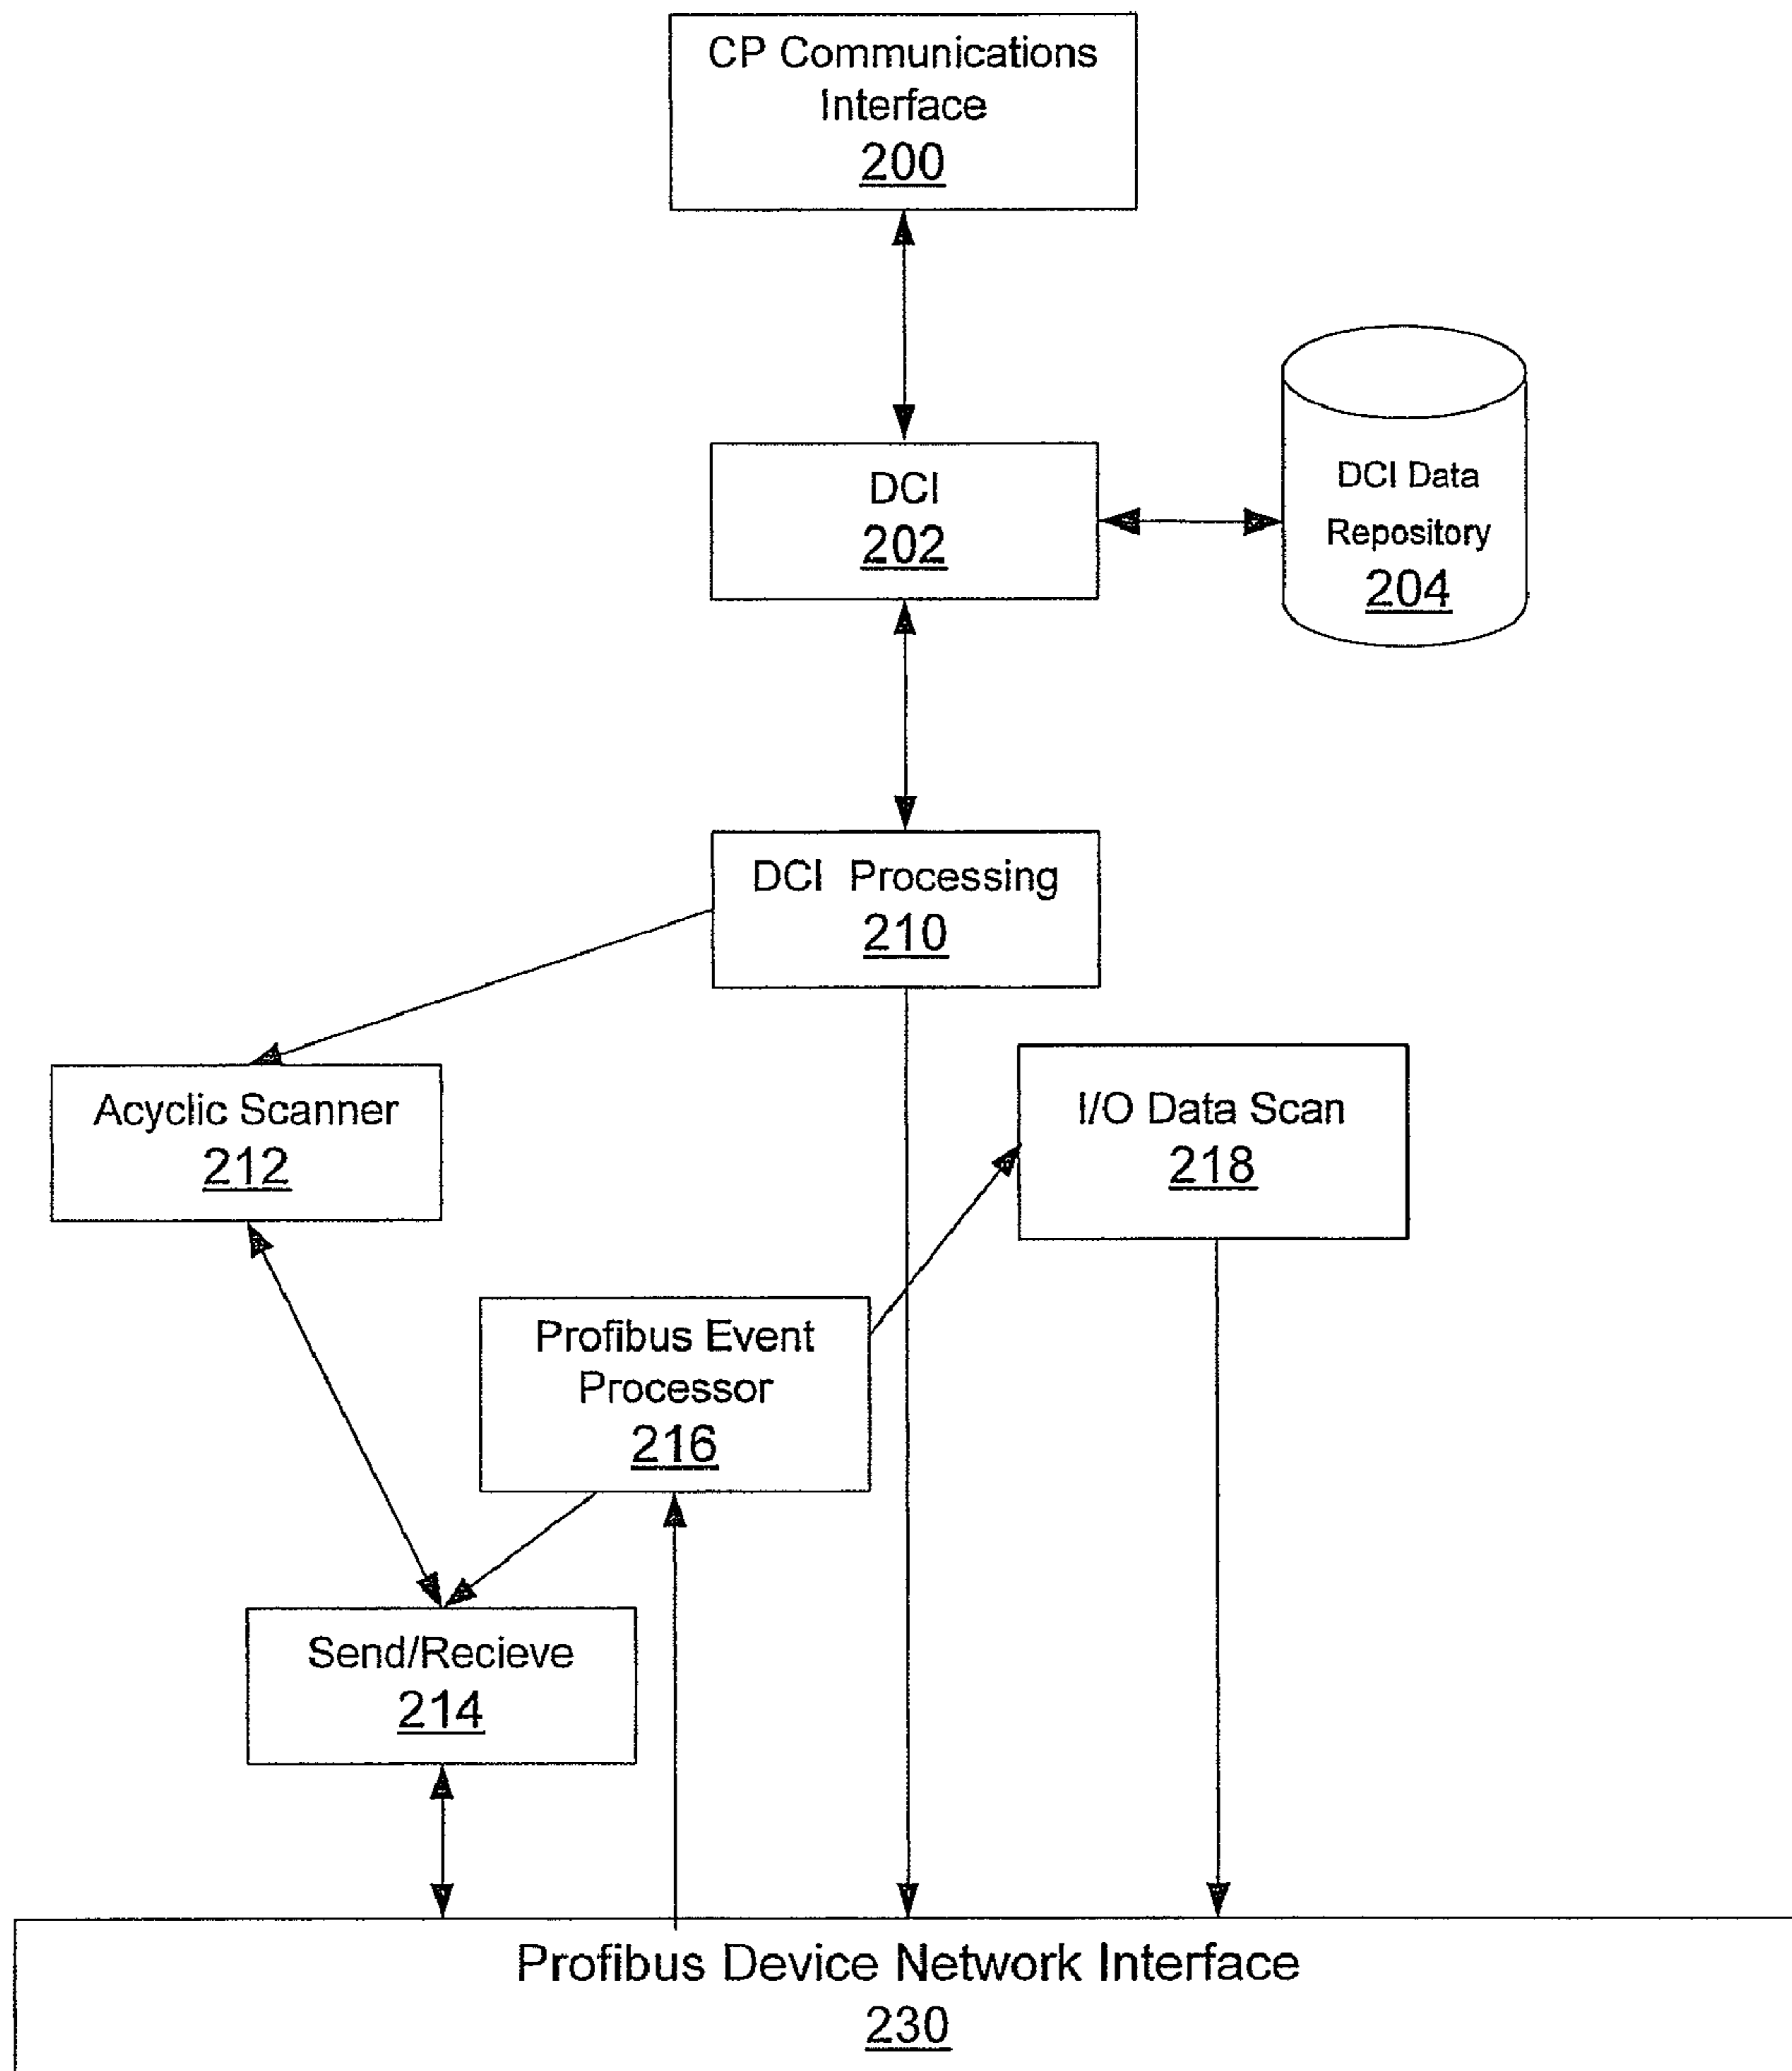 CP Communications
Interface
200
DCI
202
DCI Data
Repository
204
DCI Processing
210
Acyclic Scanner
212
I/O Data Scan
218
Profibus Event
Processor
216
Send/Recieve
214
Profibus Device Network Interface
230